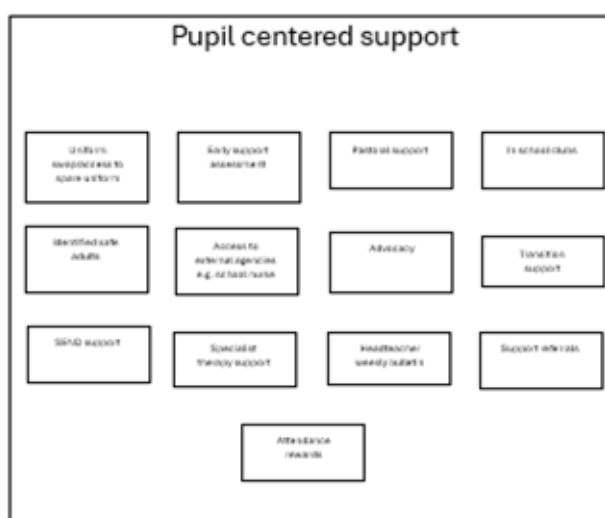 Pupil centered support
Uniform
swap/access to
spare uniform
Early support
assessment
Pastoral support
In school clubs
Identified safe
adults
Access to
external agencies
e.g. school nurse
Advocacy
Transition
support
SEND support
Specialist
therapy support
Headteacher
weekly bulletin
Support referrals
Attendance
rewards